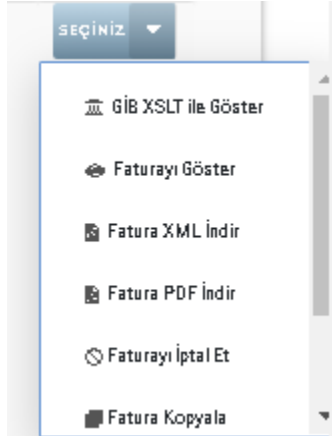 SEÇİNİZ
GİB XSLT ile Göster
Faturayı Göster
Fatura XML İndir
Fatura PDF İndir
Faturayı İptal Et
Fatura Kopyala